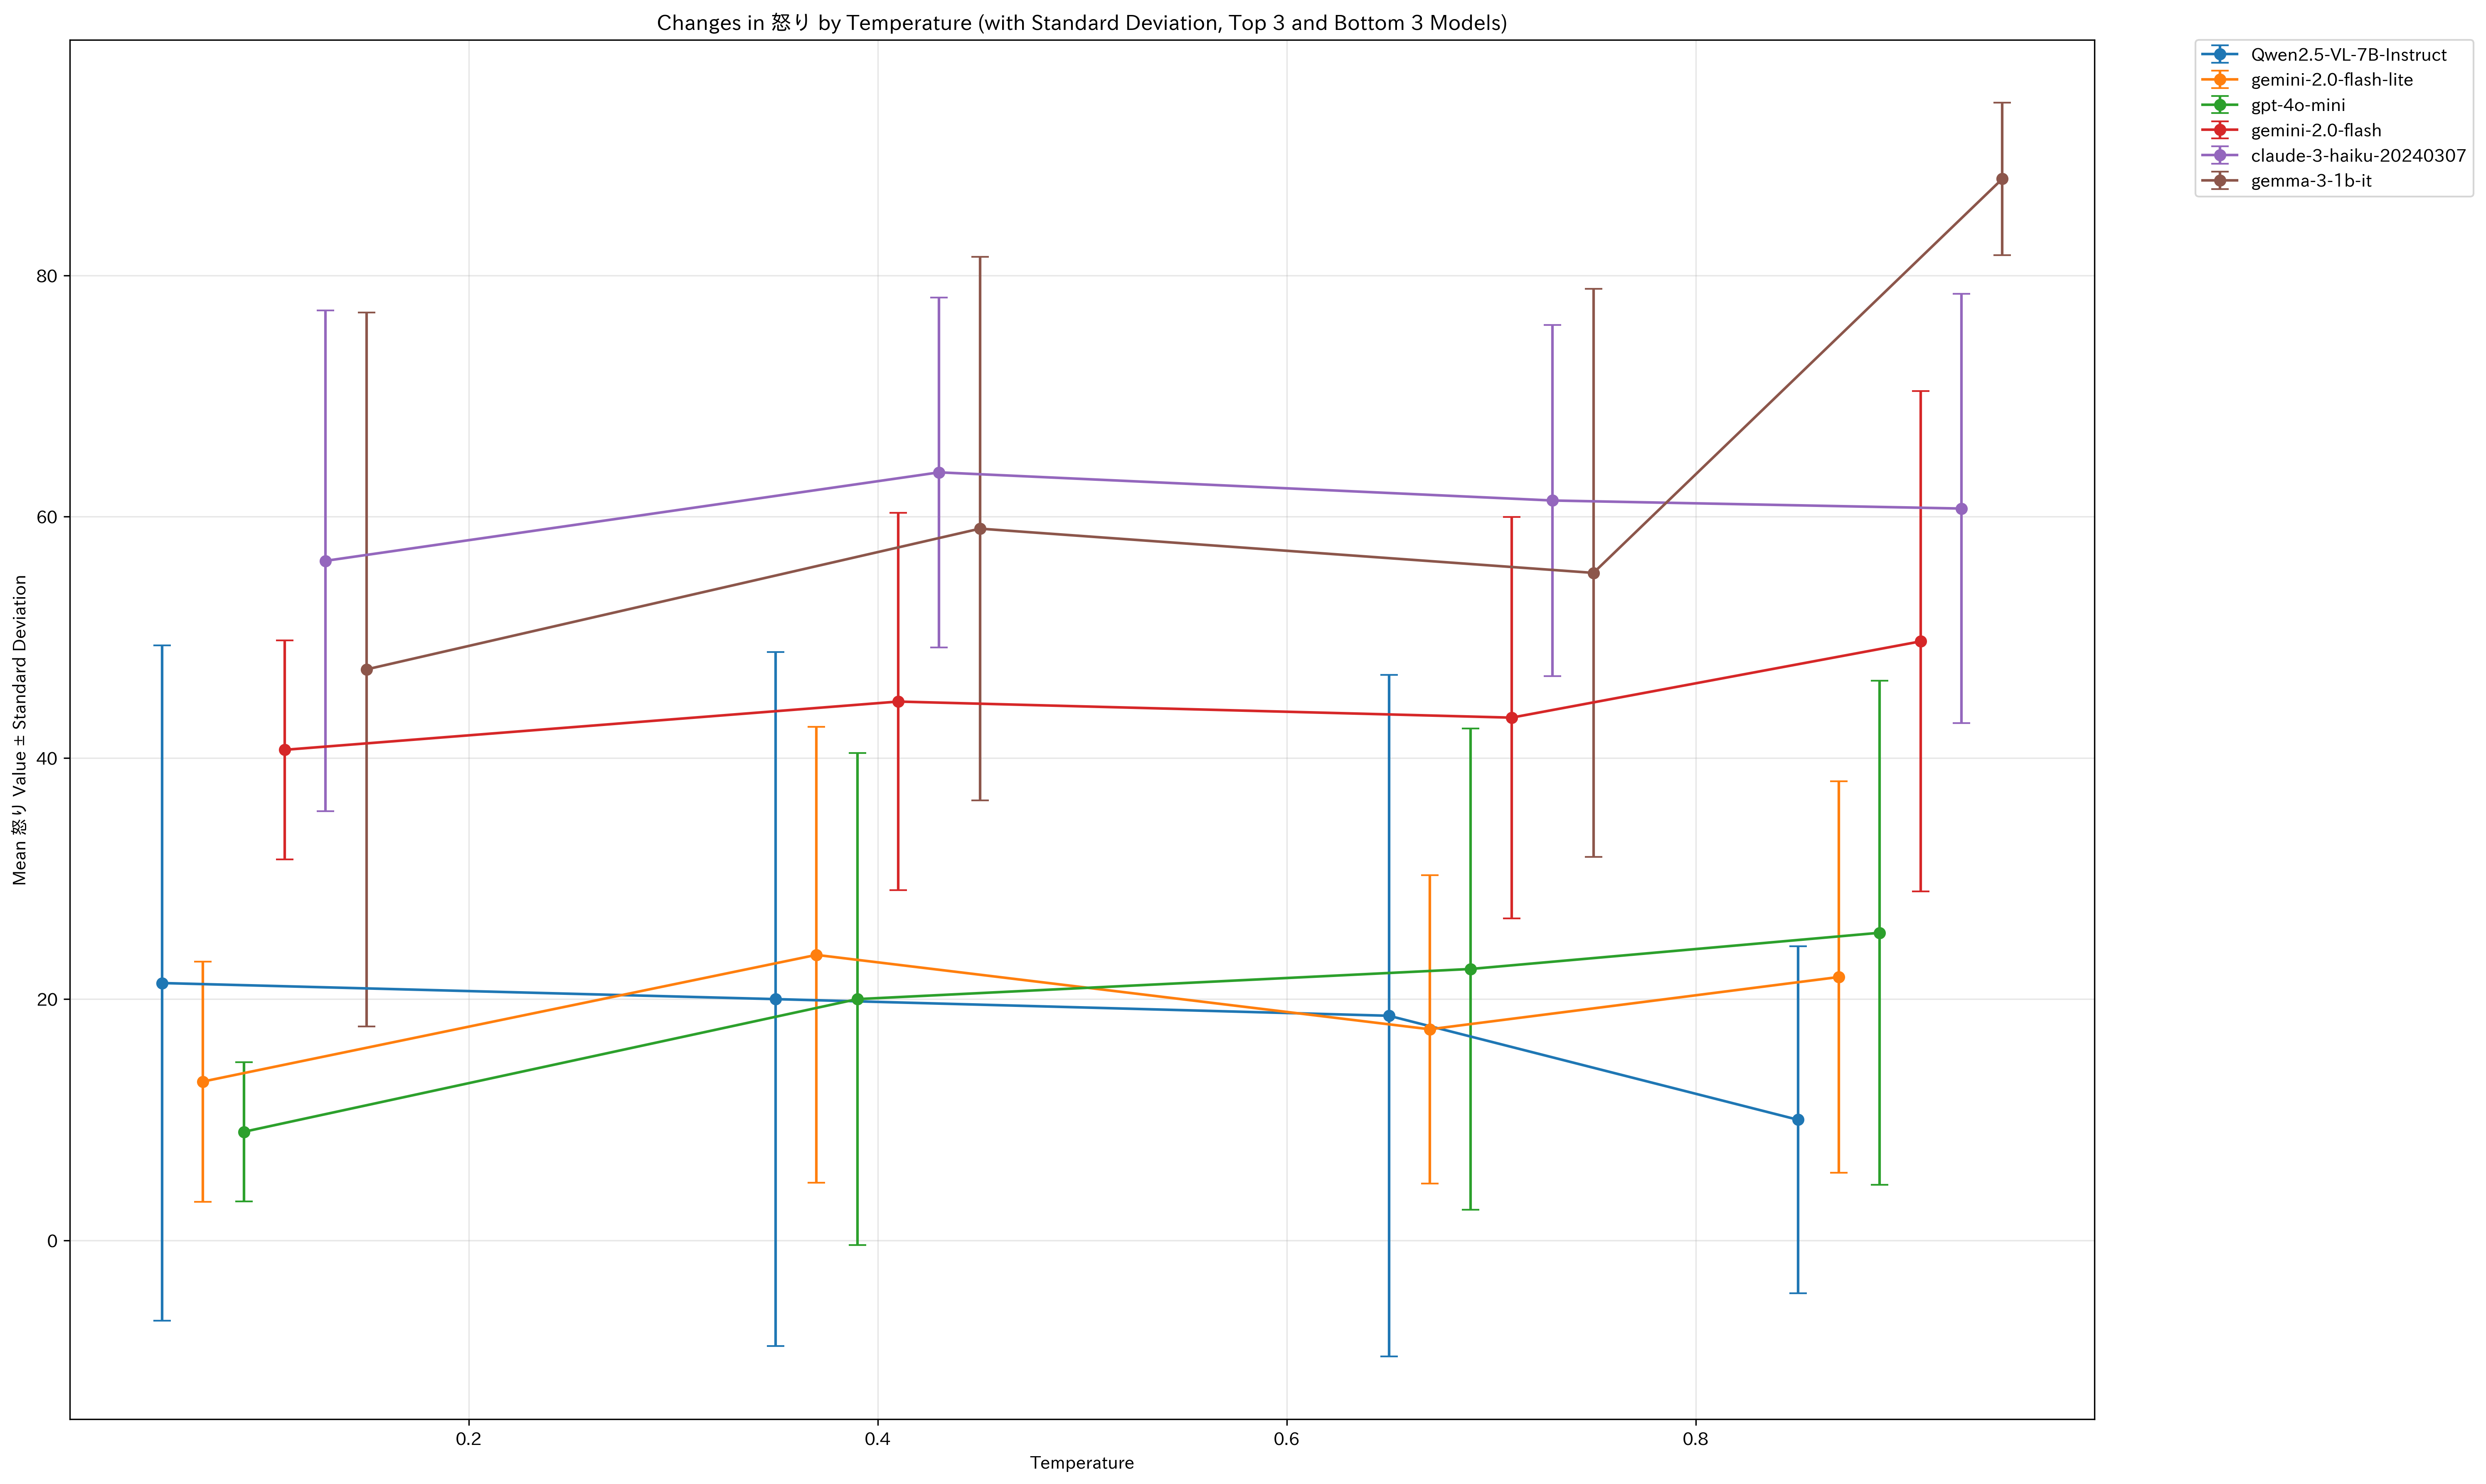 Changes in 怒り by Temperature (with Standard Deviation, Top 3 and Bottom 3 Models)
Qwen2.5-VL-7B-Instruct
gemini-2.0-flash-lite
gpt-4o-mini
gemini-2.0-flash
claude-3-haiku-20240307
gemma-3-1b-it
Mean 怒り Value ± Standard Deviation
80
60
40
20
0
0.2
0.4
0.6
0.8
Temperature